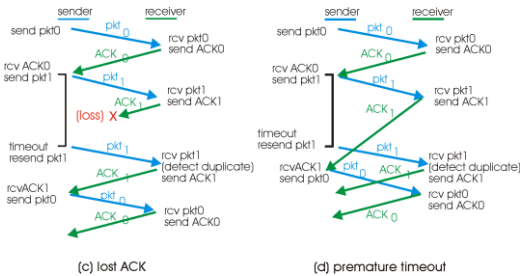 sender
receiver
send pkt0
pkt 0
rcv pkt0
send ACK0
ACK 0
rcv ACK0
send pkt1
pkt 1
rcv pkt1
send ACK1
ACK 1
(loss) X
timeout
resend pkt1
pkt 1
rcv pkt1
(detect duplicate)
send ACK1
ACK 1
rcvACK1
send pkt0
pkt 0
rcv pkt0
send ACK0
ACK 0
(c) lost ACK
sender
receiver
send pkt0
pkt 0
rcv pkt0
send ACK0
ACK 0
rcv ACK0
send pkt1
pkt 1
rcv pkt1
send ACK1
ACK 1
timeout
resend pkt1
pkt 1
rcv pkt1
(detect duplicate)
send ACK1
rcvACK1
send pkt0
pkt 0
ACK 1
rcv pkt0
send ACK0
ACK 0
(d) premature timeout